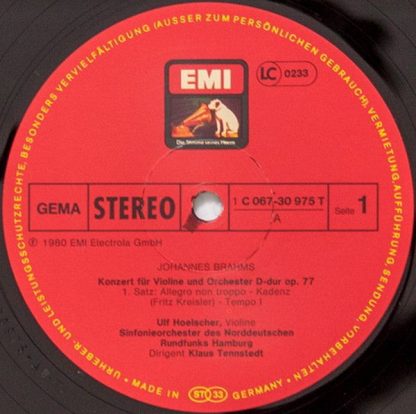 URHEBER- UND LEISTUNGSSCHUTZRECHTE, BESONDERS VERVIELFÄLTIGUNG (AUSSER ZUM PERSÖNLICHEN GEBRAUCH), VERMIETUNG, AUFFÜHRUNG, SENDUNG VORBEHALTEN
EMI
LC 0233
Die Stimme seines Herrn
GEMA STEREO 1 C 067-30 975 T
A
Seite 1
℗ 1980 EMI Electrola GmbH
JOHANNES BRAHMS
Konzert für Violine und Orchester D-dur op. 77
1. Satz: Allegro non troppo - Kadenz
(Fritz Kreisler) - Tempo I
Ulf Hoelscher, Violine
Sinfonieorchester des Norddeutschen
Rundfunks Hamburg
Dirigent Klaus Tennstedt
• MADE IN GERMANY •
ST 33